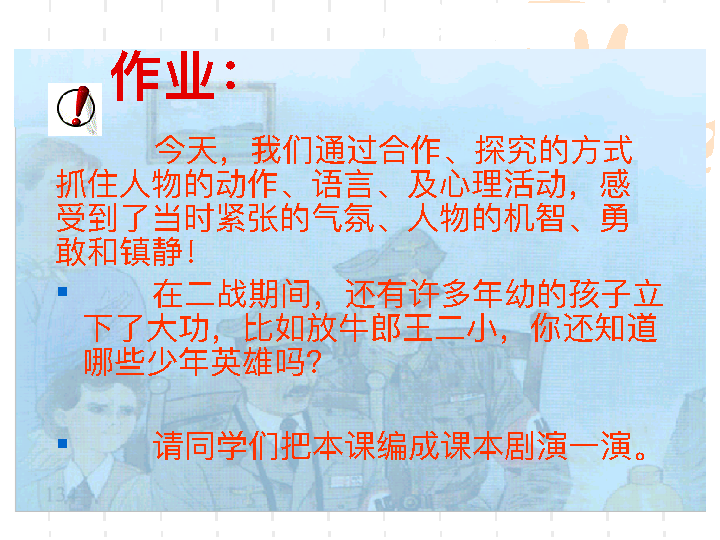 作业：
今天，我们通过合作、探究的方式
抓住人物的动作、语言、及心理活动，感
受到了当时紧张的气氛、人物的机智、勇
敢和镇静！
在二战期间，还有许多年幼的孩子立
下了大功，比如放牛郎王二小，你还知道
哪些少年英雄吗？
请同学们把本课编成课本剧演一演。